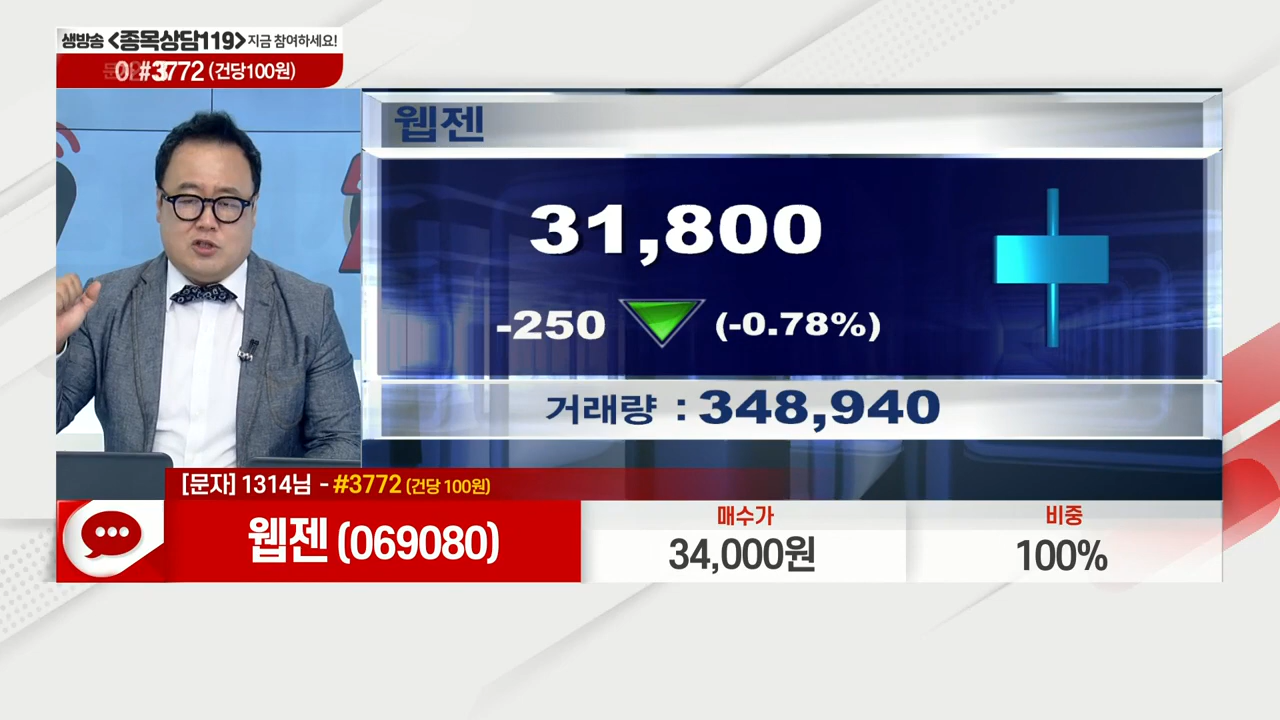 생방송 <종목상담119> 지금 참여하세요!
#3772 (건당100원)
웹젠
31,800
-250 (-0.78%)
거래량 : 348,940
[문자] 1314님 - #3772 (건당 100원)
웹젠 (069080)
매수가
34,000원
비중
100%